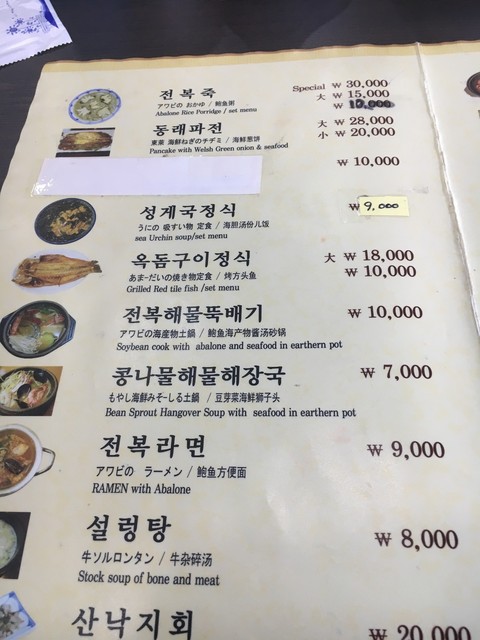 전복죽 Special ₩ 30,000
アワビの おかゆ / 鲍鱼粥 大 ₩ 15,000
Abalone Rice Porridge / set menu ₩
동래파전 大 ₩ 28,000
東莱 海鮮ねぎのチヂミ / 海鲜葱饼 小 ₩ 20,000
Pancake with Welsh Green onion & seafood
₩ 10,000
성게국정식 ₩ 9,000
うにの 吸すい物 定食 / 海胆汤份儿饭
sea Urchin soup/set menu
옥돔구이정식 大 ₩ 18,000
あま-だいの焼き物定食 / 烤方头鱼 ₩ 10,000
Grilled Red tile fish /set menu
전복해물뚝배기 ₩ 10,000
アワビの海産物土鍋 / 鲍鱼海产物酱汤砂锅
Soybean cook with abalone and seafood in earthern pot
콩나물해물해장국 ₩ 7,000
もやし海鮮みそ-しる土鍋 / 豆芽菜海鲜狮子头
Bean Sprout Hangover Soup with seafood in earthern pot
전복라면 ₩ 9,000
アワビの ラーメン / 鲍鱼方便面
RAMEN with Abalone
설렁탕 ₩ 8,000
牛ソルロンタン / 牛杂碎汤
Stock soup of bone and meat
산낙지회 ₩ 20,000